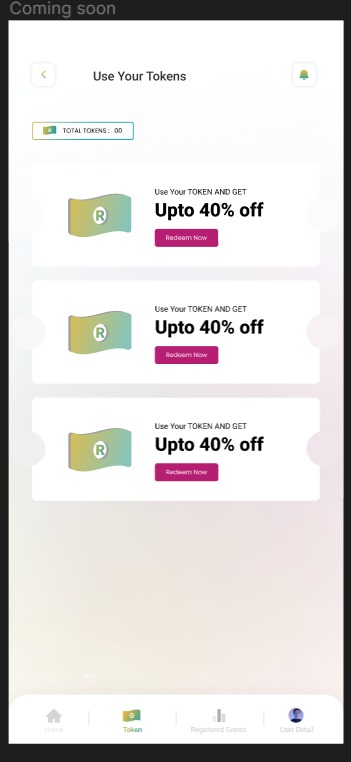 Coming soon
Use Your Tokens
TOTAL TOKENS : 00
Use Your TOKEN AND GET
R
Upto 40% off
Redeem Now
Use Your TOKEN AND GET
R
Upto 40% off
Redeem Now
Use Your TOKEN AND GET
R
Upto 40% off
Redeem Now
Home Token Registered Events User Detail